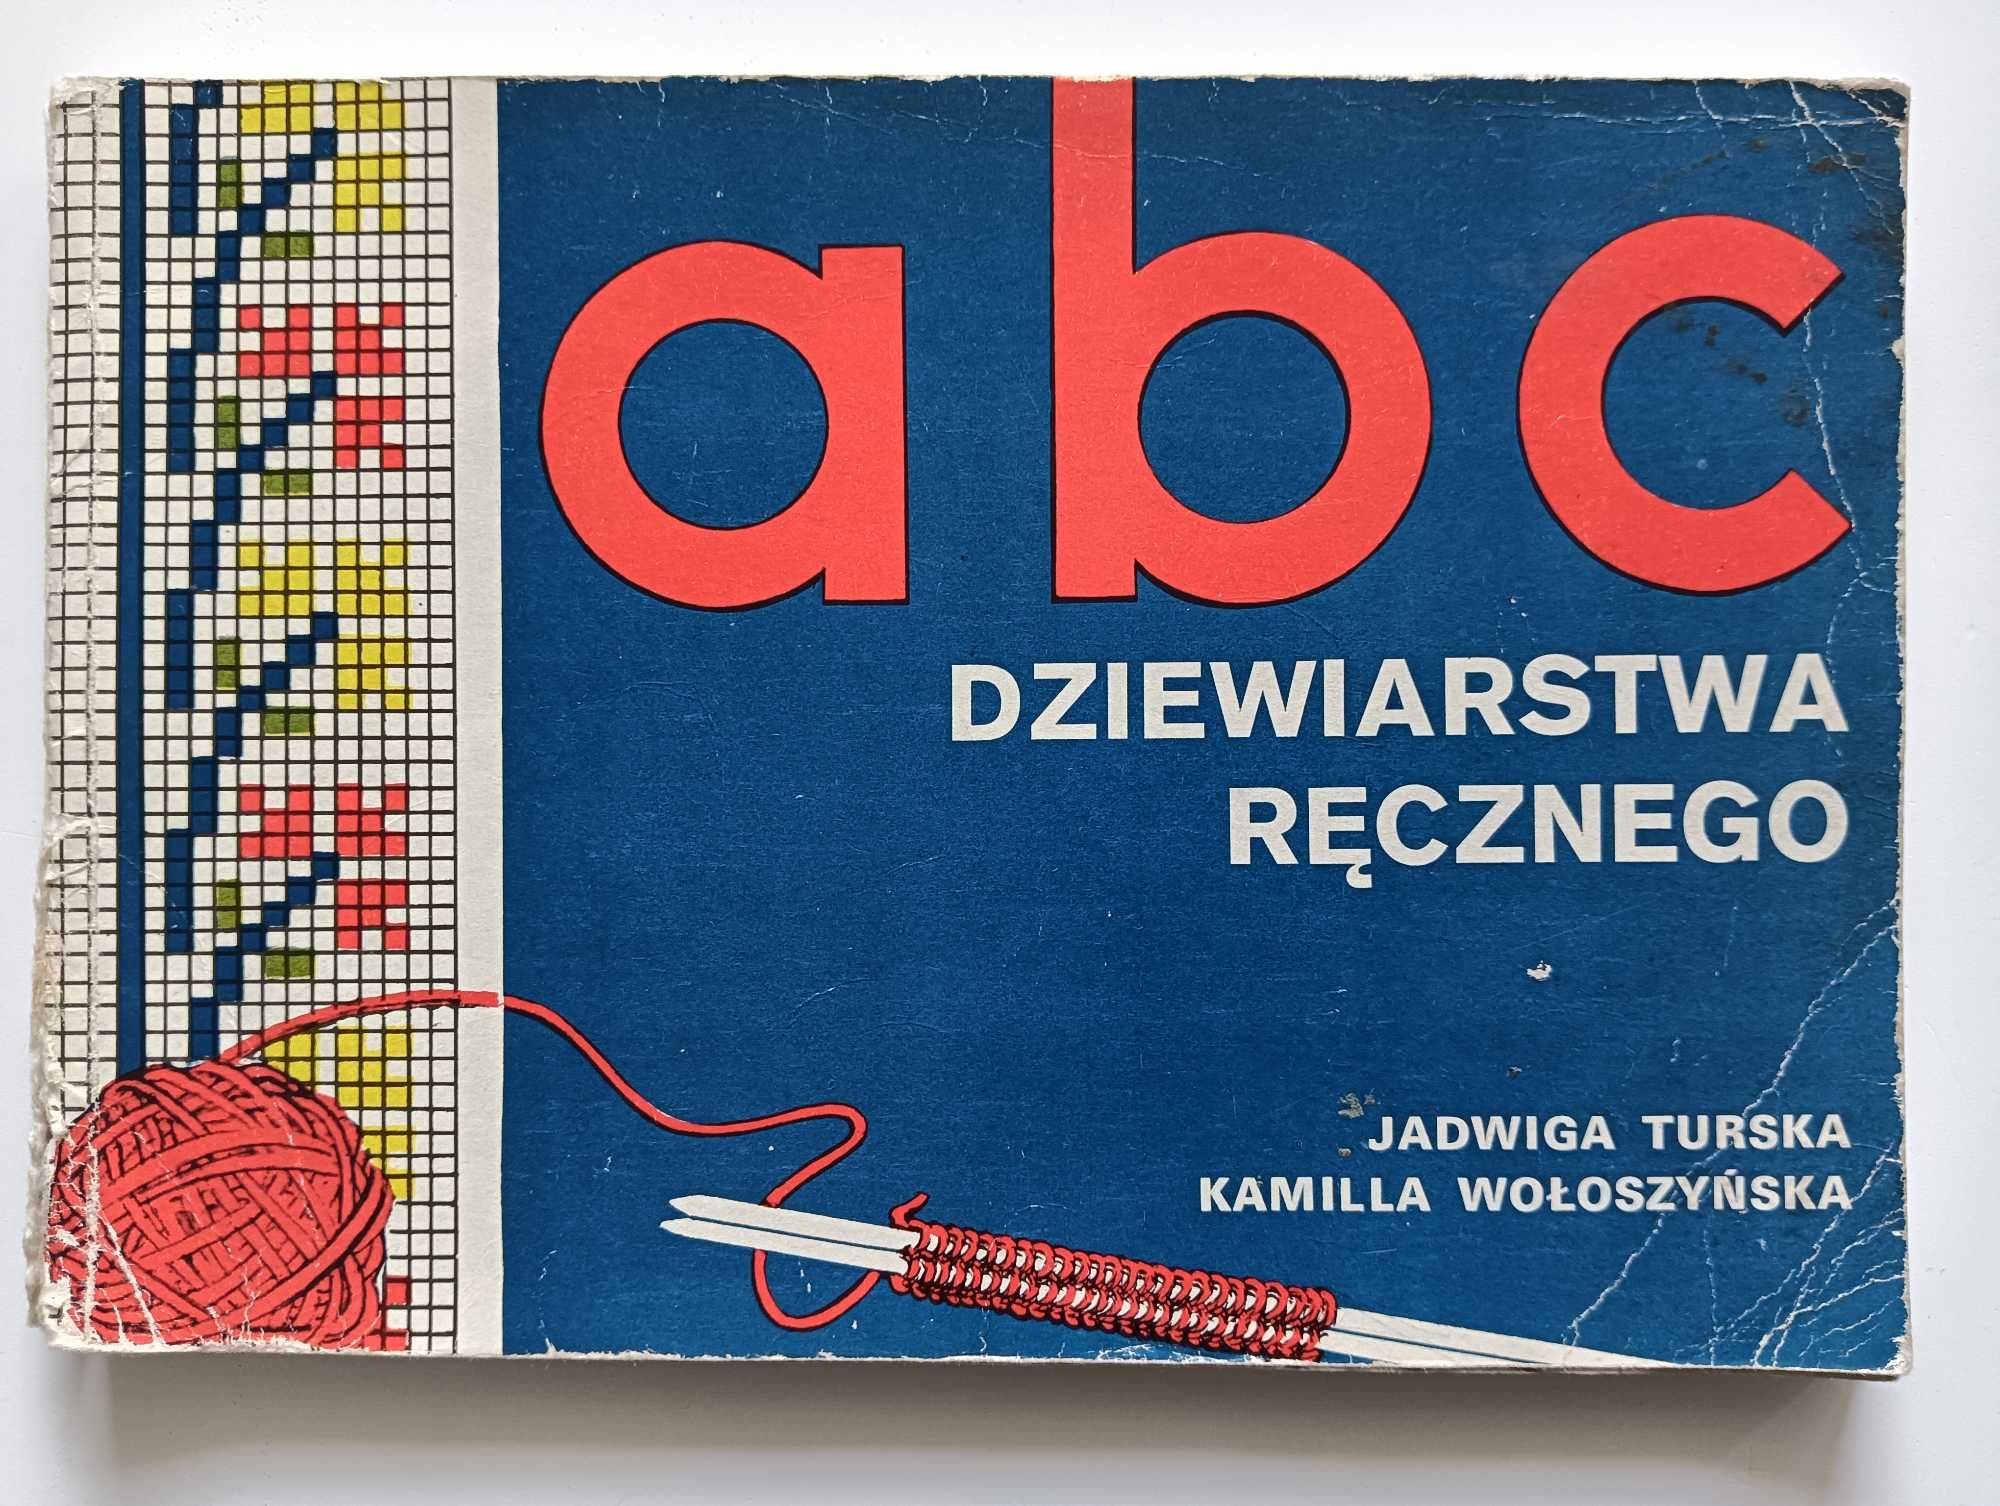 abc
DZIEWIARSTWA
RĘCZNEGO
JADWIGA TURSKA
KAMILLA WOŁOSZYŃSKA